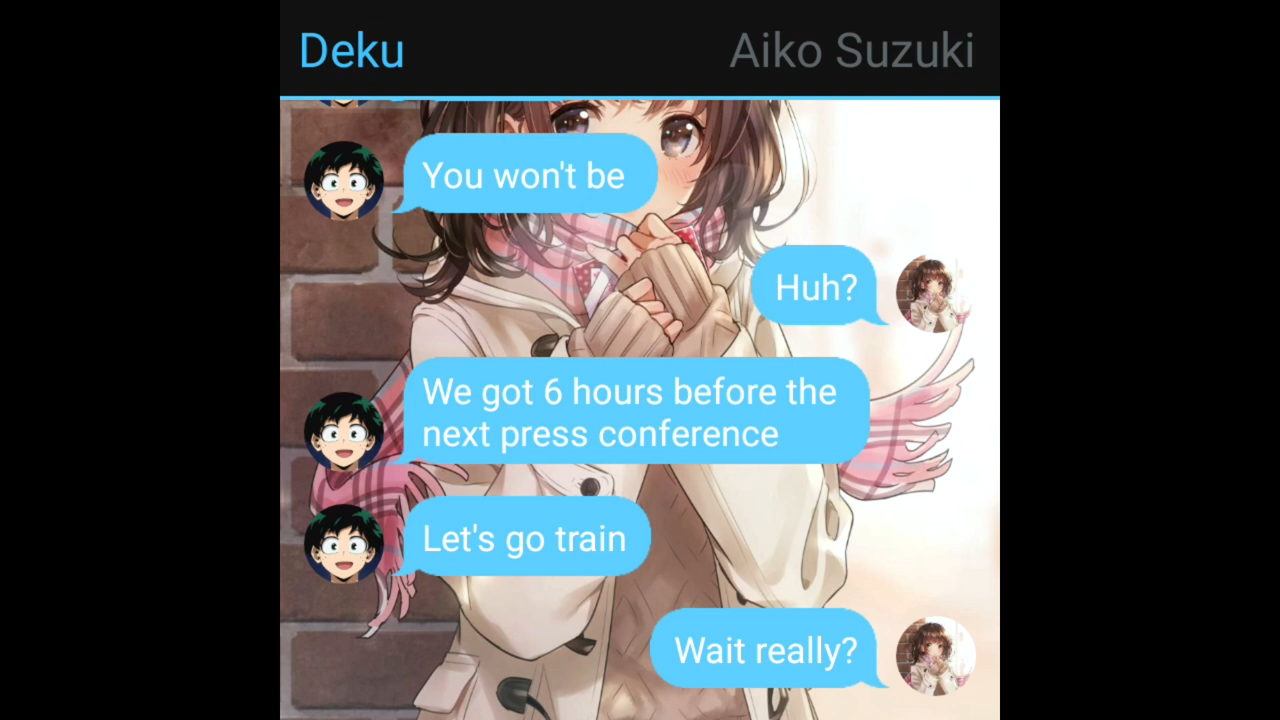 Deku
Aiko Suzuki
You won't be
Huh?
We got 6 hours before the
next press conference
Let's go train
Wait really?